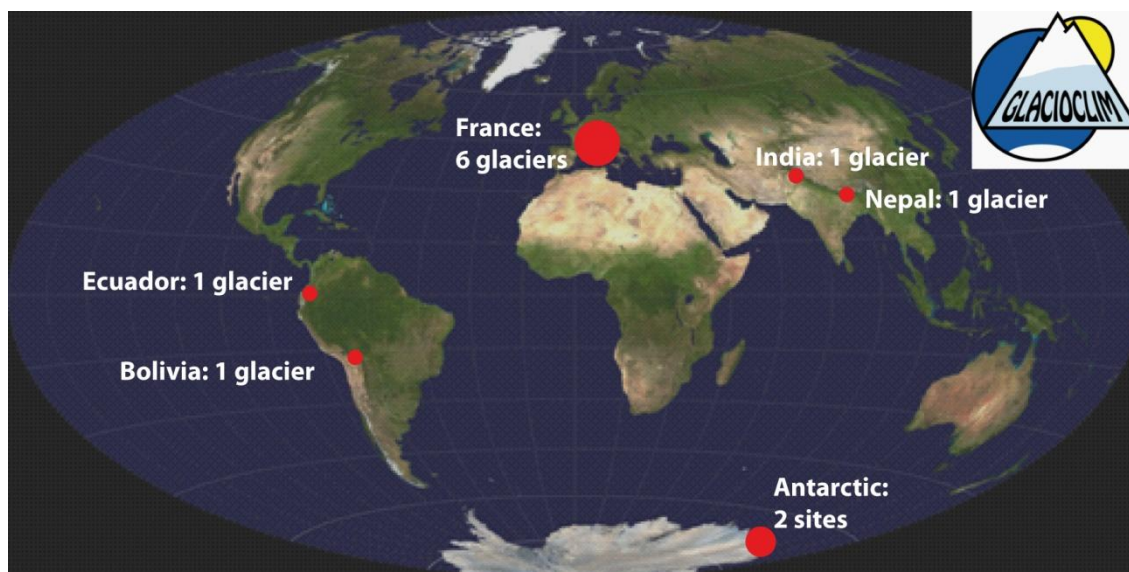 GLACIOCLIM
France:
6 glaciers
India: 1 glacier
Nepal: 1 glacier
Ecuador: 1 glacier
Bolivia: 1 glacier
Antarctic:
2 sites